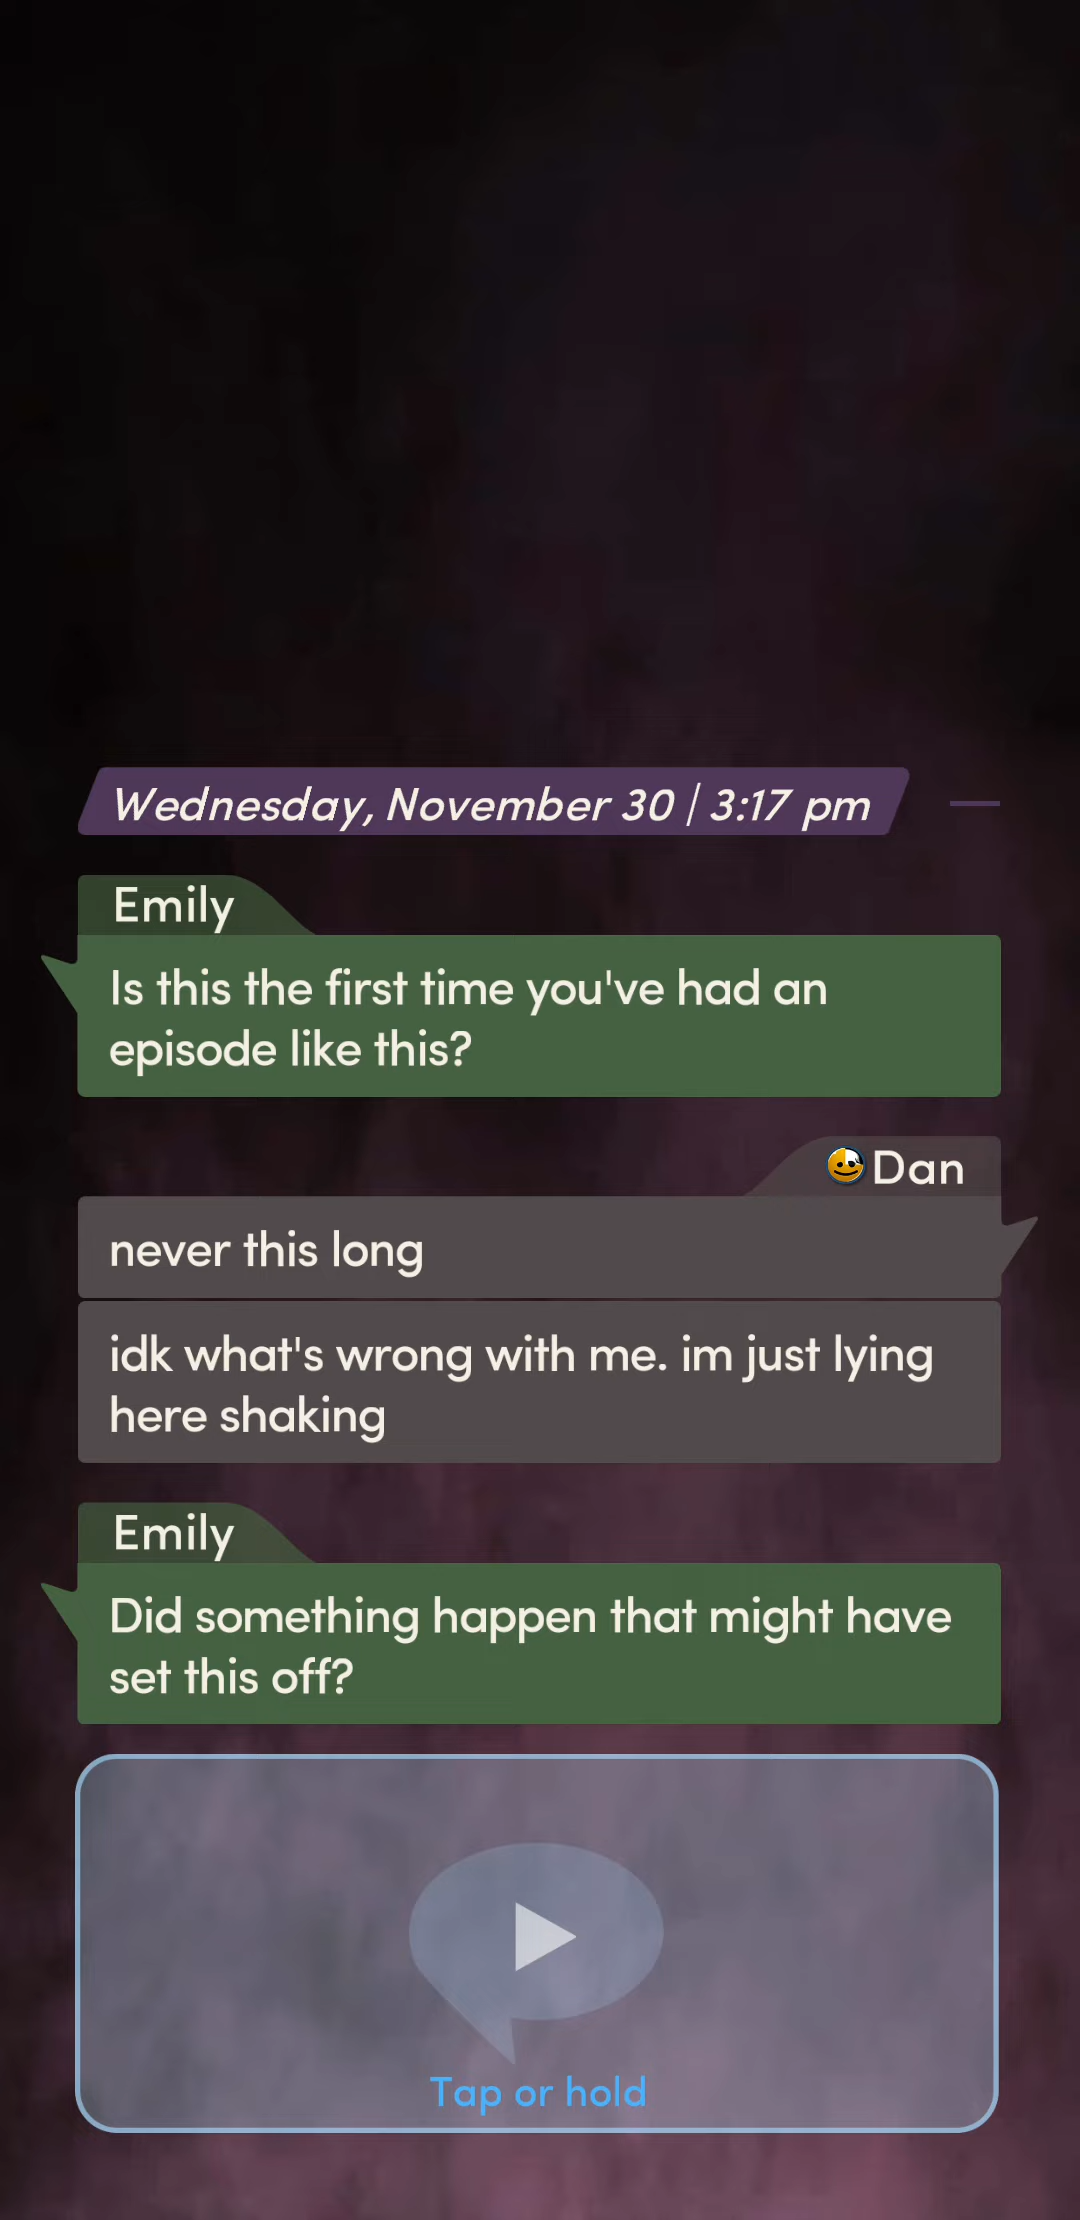 Wednesday, November 30 | 3:17 pm
Emily
Is this the first time you've had an
episode like this?
Dan
never this long
idk what's wrong with me. im just lying
here shaking
Emily
Did something happen that might have
set this off?
Tap or hold